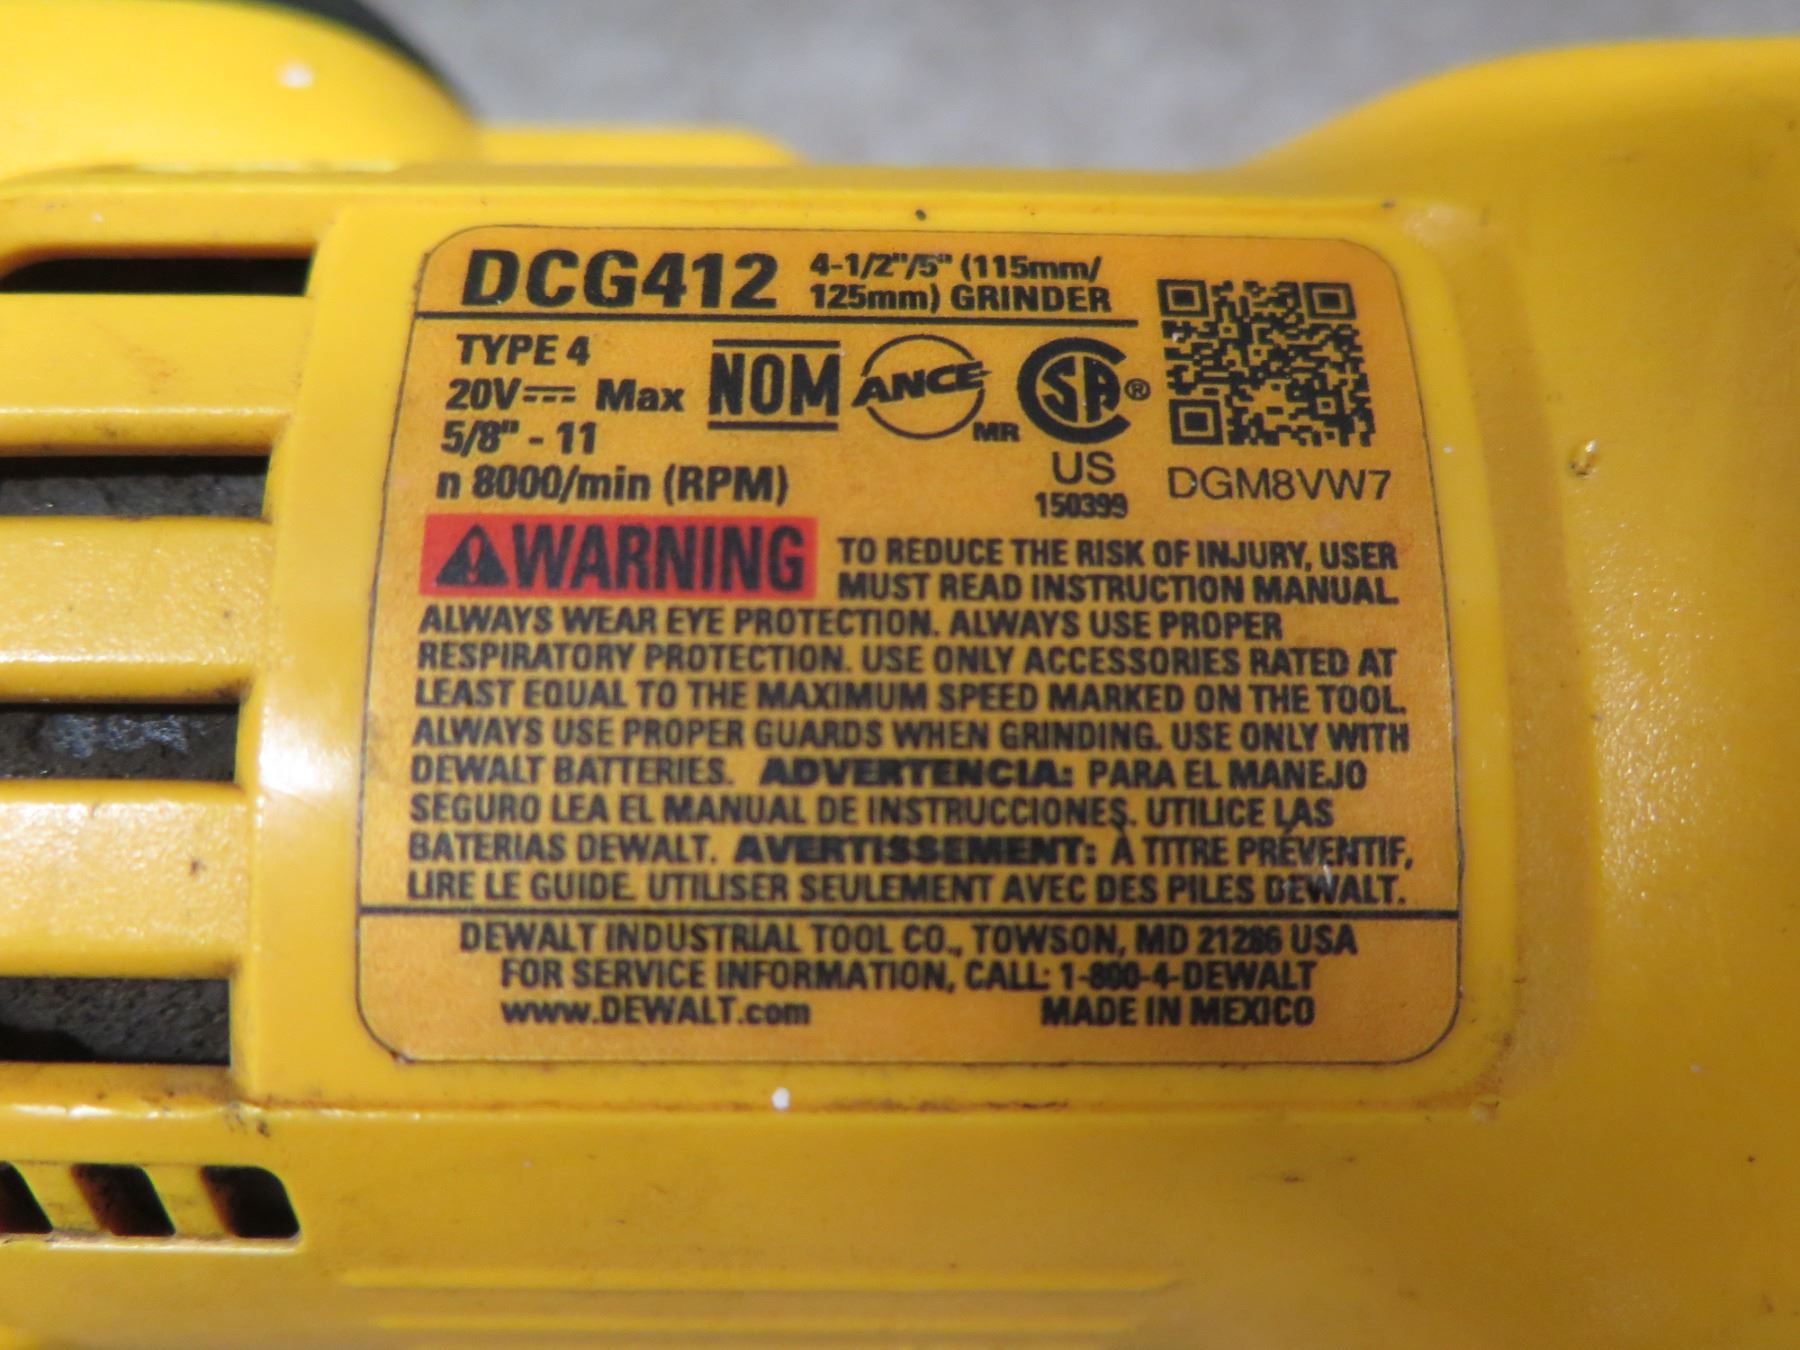 DCG412 4-1/2"/5" (115mm/
125mm) GRINDER
TYPE 4
20V⎓ Max
5/8" - 11
n 8000/min (RPM)
NOM
ANCE
MR
CSA®
US
150399
DGM8VW7
WARNING TO REDUCE THE RISK OF INJURY, USER
MUST READ INSTRUCTION MANUAL.
ALWAYS WEAR EYE PROTECTION. ALWAYS USE PROPER
RESPIRATORY PROTECTION. USE ONLY ACCESSORIES RATED AT
LEAST EQUAL TO THE MAXIMUM SPEED MARKED ON THE TOOL.
ALWAYS USE PROPER GUARDS WHEN GRINDING. USE ONLY WITH
DEWALT BATTERIES. ADVERTENCIA: PARA EL MANEJO
SEGURO LEA EL MANUAL DE INSTRUCCIONES. UTILICE LAS
BATERIAS DEWALT. AVERTISSEMENT: À TITRE PRÉVENTIF,
LIRE LE GUIDE. UTILISER SEULEMENT AVEC DES PILES DEWALT.
DEWALT INDUSTRIAL TOOL CO., TOWSON, MD 21286 USA
FOR SERVICE INFORMATION, CALL: 1-800-4-DEWALT
www.DEWALT.com MADE IN MEXICO